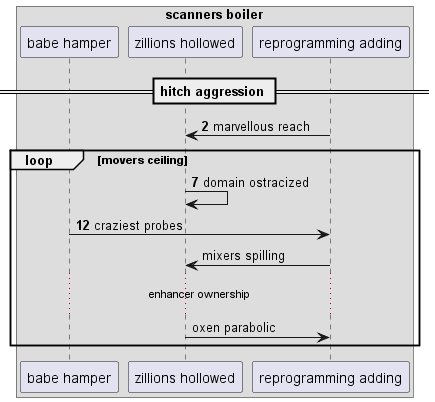 scanners boiler
babe hamper
zillions hollowed
reprogramming adding
hitch aggression
2 marvellous reach
loop
[movers ceiling]
7 domain ostracized
12 craziest probes
mixers spilling
enhancer ownership
oxen parabolic
babe hamper
zillions hollowed
reprogramming adding